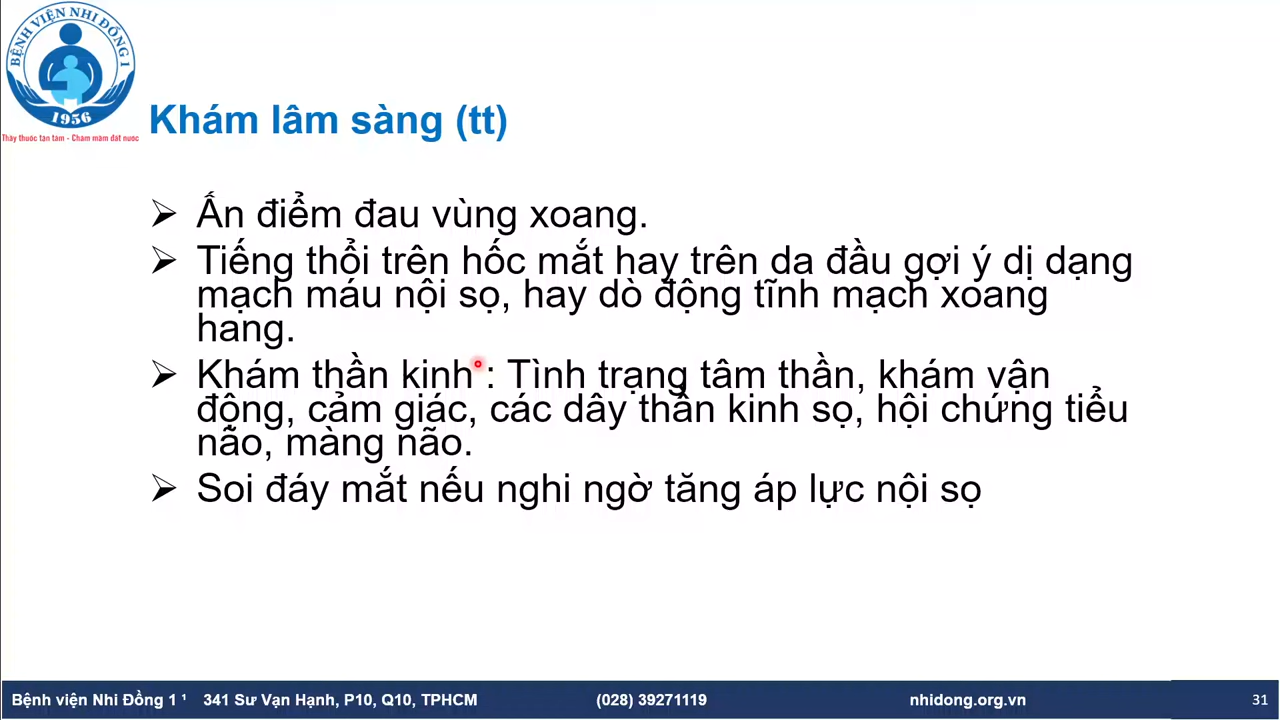 BỆNH VIỆN NHI ĐỒNG 1
1956
Thầy thuốc tận tâm - Chăm mầm đất nước
Khám lâm sàng (tt)
➢ Ấn điểm đau vùng xoang.
➢ Tiếng thổi trên hốc mắt hay trên da đầu gợi ý dị dạng
mạch máu nội sọ, hay dò động tĩnh mạch xoang
hang.
➢ Khám thần kinh : Tình trạng tâm thần, khám vận
động, cảm giác, các dây thần kinh sọ, hội chứng tiểu
não, màng não.
➢ Soi đáy mắt nếu nghi ngờ tăng áp lực nội sọ
Bệnh viện Nhi Đồng 1 ¹ 341 Sư Vạn Hạnh, P10, Q10, TPHCM (028) 39271119 nhidong.org.vn 31